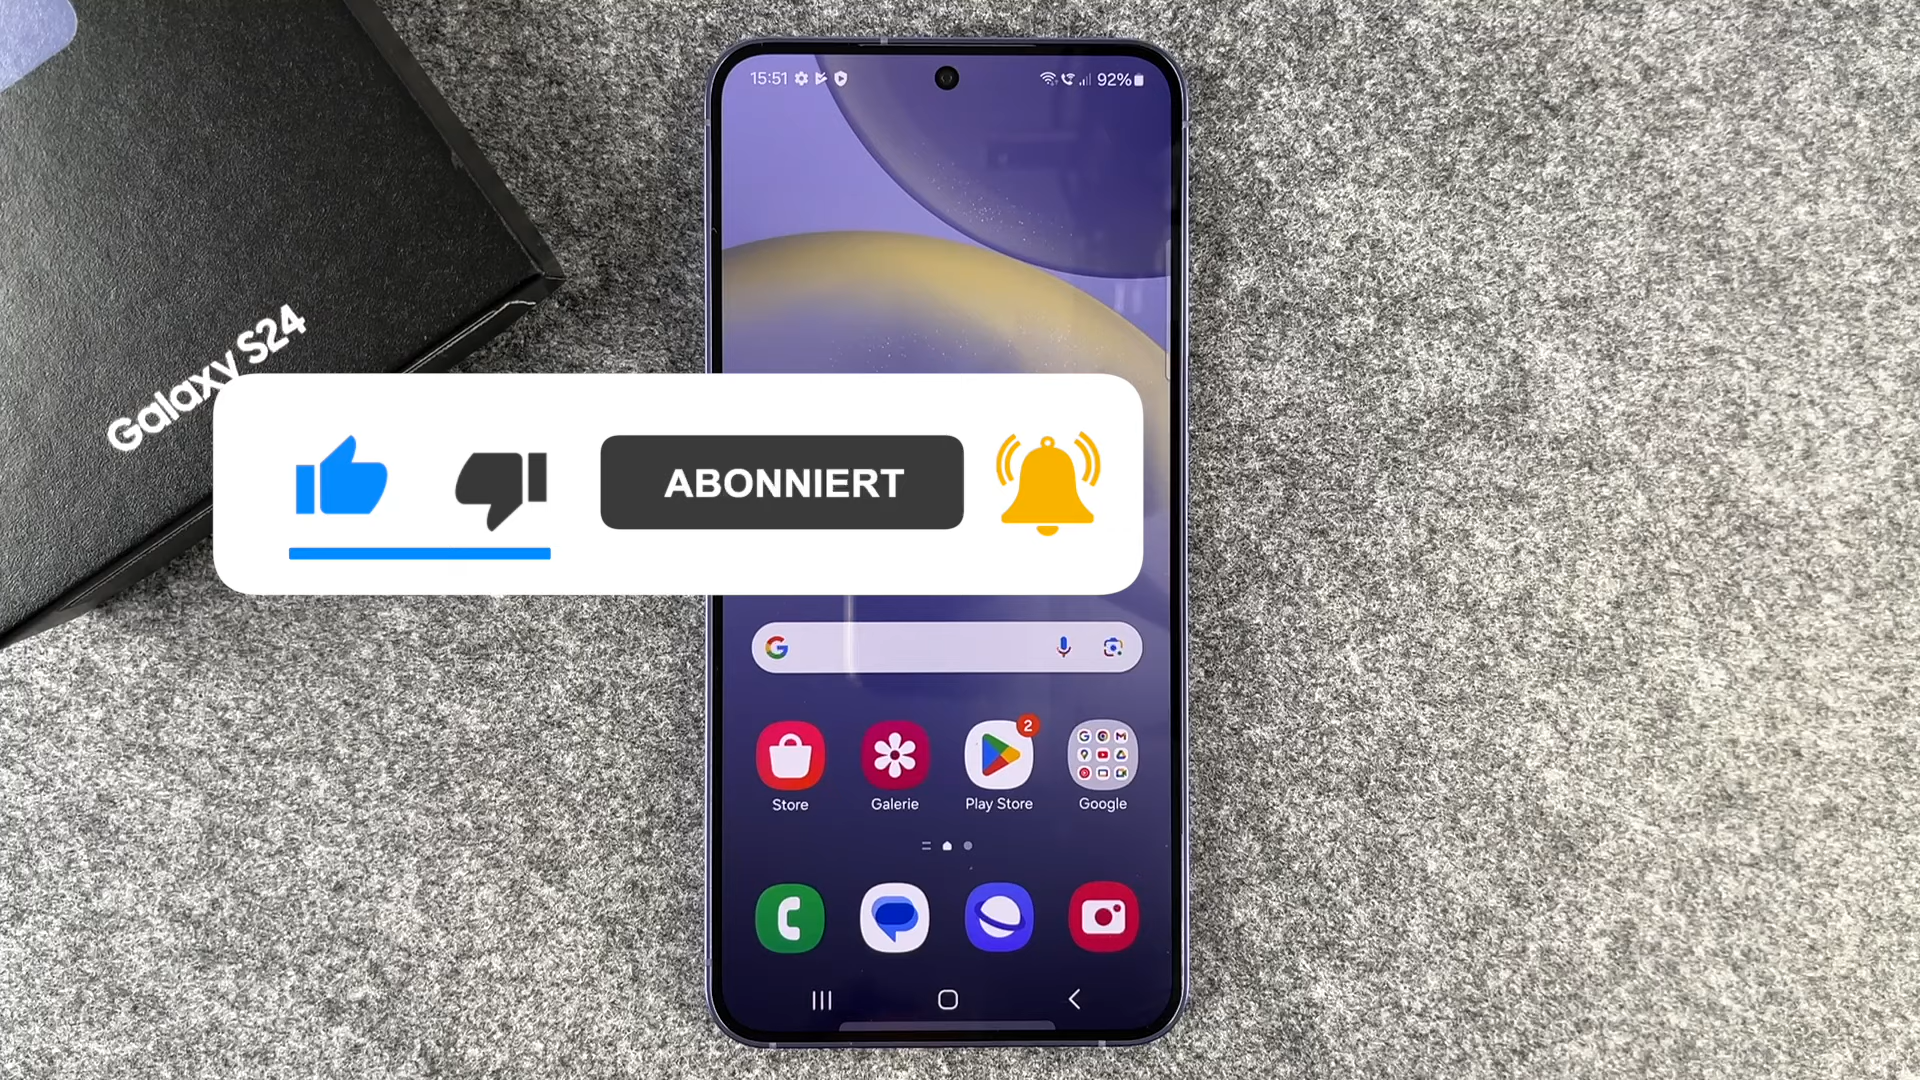 15:51
92%
Galaxy S24
ABONNIERT
2
Store
Galerie
Play Store
Google